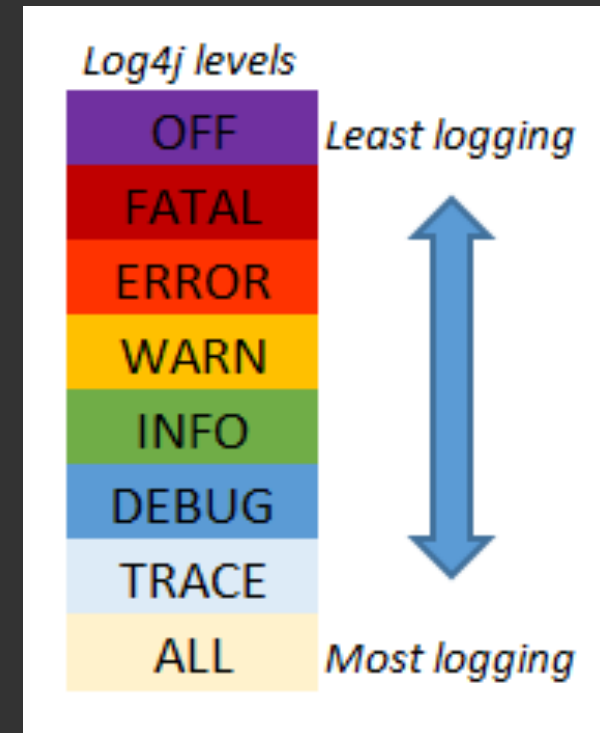 Log4j levels
OFF Least logging
FATAL
ERROR
WARN
INFO
DEBUG
TRACE
ALL Most logging